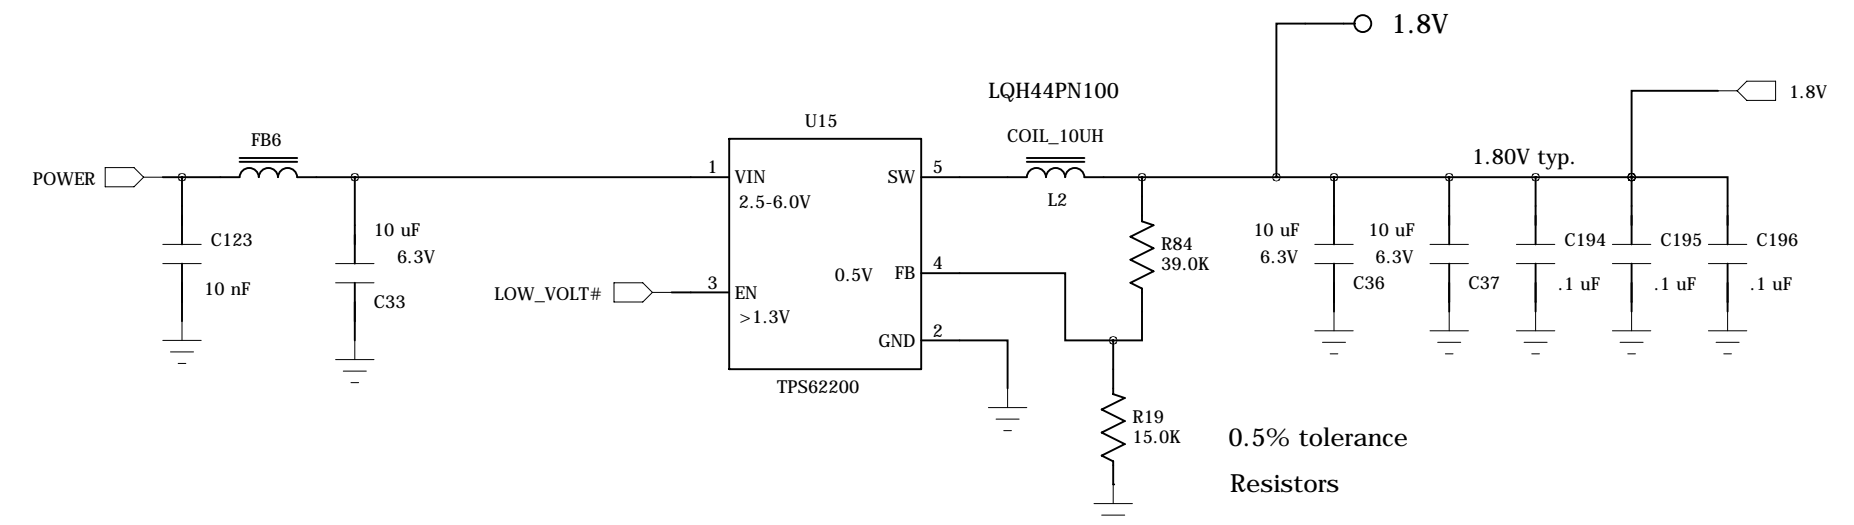 1.8V
LQH44PN100
1.8V
U15
FB6
COIL_10UH
1.80V typ.
POWER
1
VIN
SW
5
2.5-6.0V
L2
C123
10 uF
6.3V
10 nF
C33
R84
39.0K
10 uF
6.3V
C36
10 uF
6.3V
C37
C194
.1 uF
C195
.1 uF
C196
.1 uF
0.5V
FB
4
LOW_VOLT#
3
EN
>1.3V
GND
2
TPS62200
R19
15.0K
0.5% tolerance
Resistors